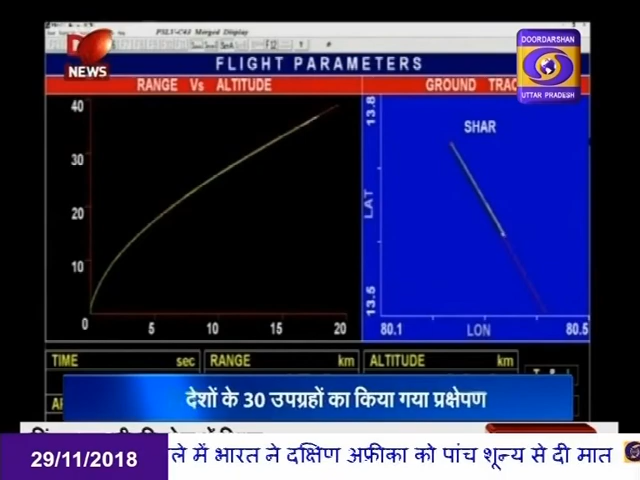 PSLV-C43 Merged Display
NEWS
DOORDARSHAN
UTTAR PRADESH
FLIGHT PARAMETERS
RANGE Vs ALTITUDE
GROUND
40
30
20
10
0
5
10
15
20
SHAR
13.8
LAT
13.5
80.1
LON
80.5
TIME sec
RANGE km
ALTITUDE km
देशों के 30 उपग्रहों का किया गया प्रक्षेपण
29/11/2018
में भारत ने दक्षिण अफ्रीका को पांच शून्य से दी मात